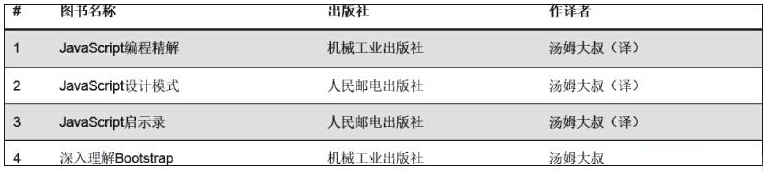 # 图书名称 出版社 作译者
1 JavaScript编程精解 机械工业出版社 汤姆大叔（译）
2 JavaScript设计模式 人民邮电出版社 汤姆大叔（译）
3 JavaScript启示录 人民邮电出版社 汤姆大叔（译）
4 深入理解Bootstrap 机械工业出版社 汤姆大叔